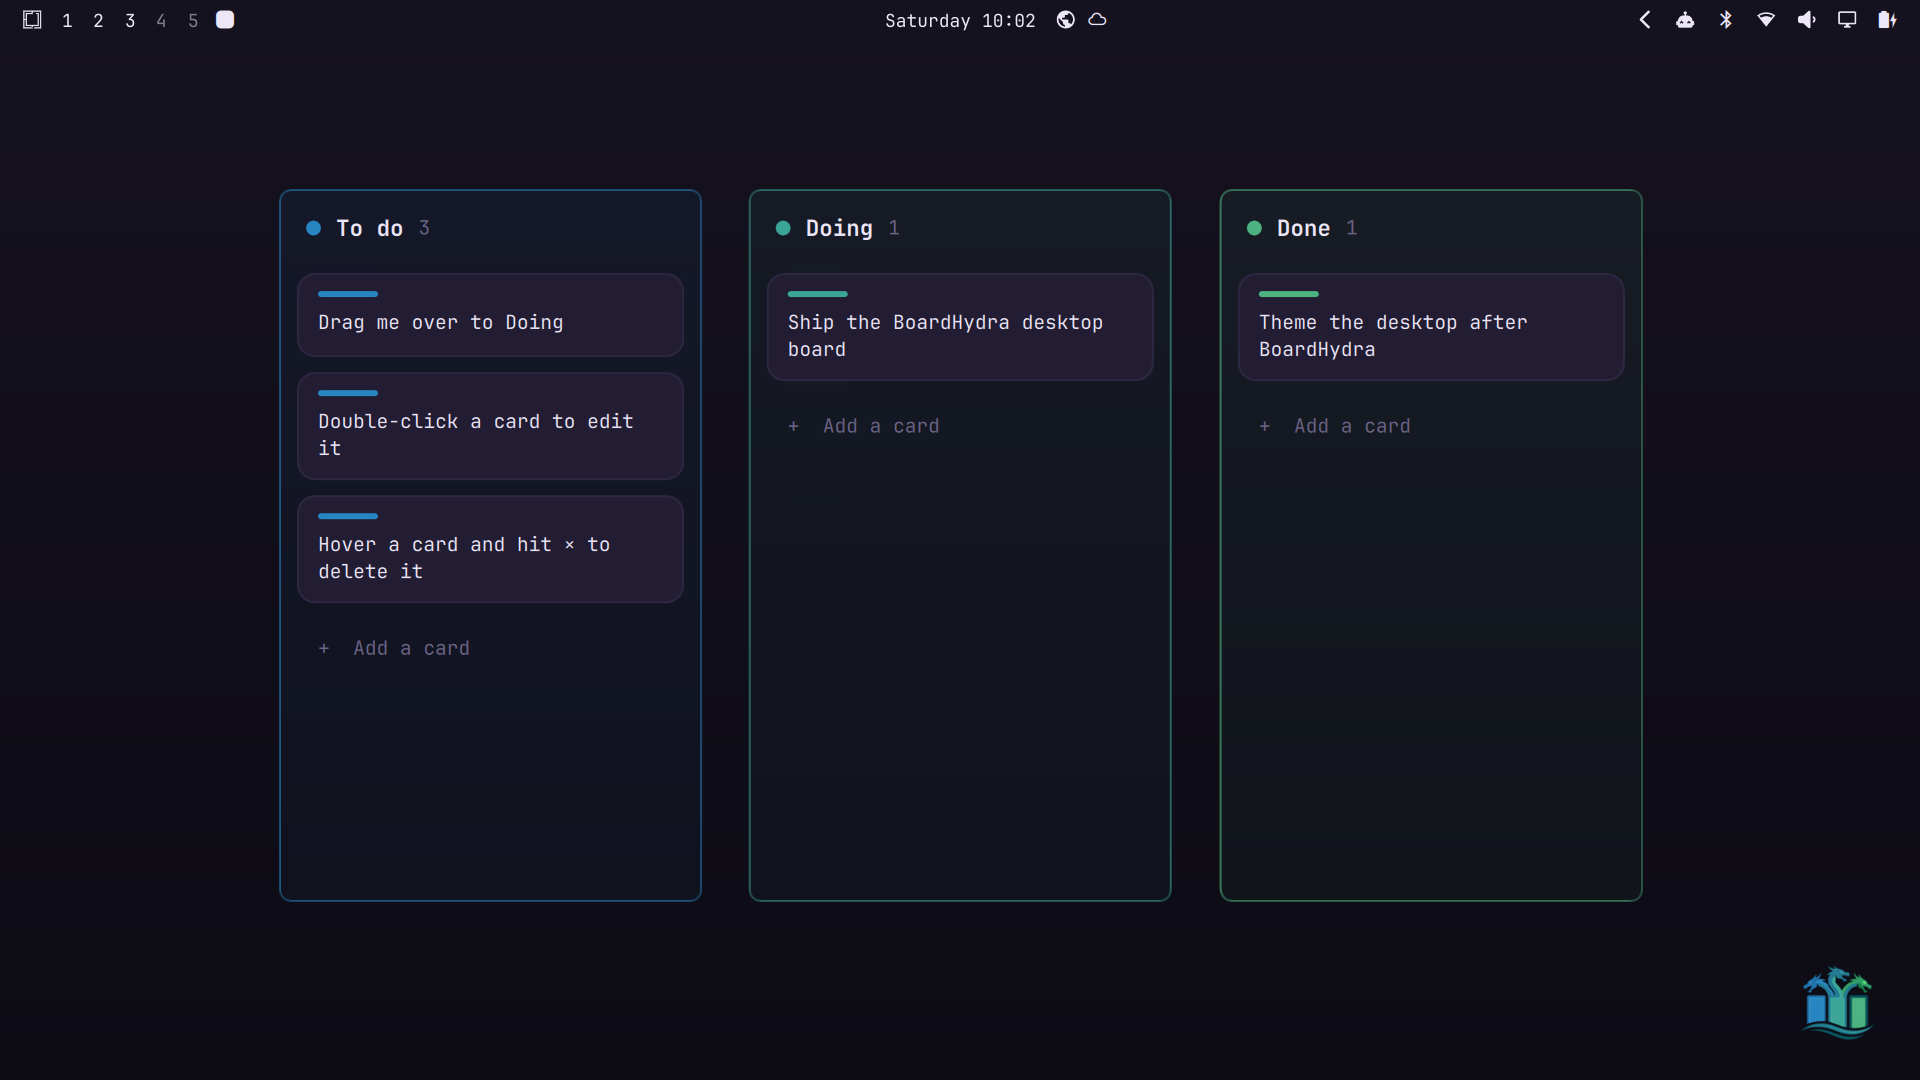 1 2 3 4 5
Saturday 10:02
To do 3
Drag me over to Doing
Double-click a card to edit
it
Hover a card and hit × to
delete it
+ Add a card
Doing 1
Ship the BoardHydra desktop
board
+ Add a card
Done 1
Theme the desktop after
BoardHydra
+ Add a card